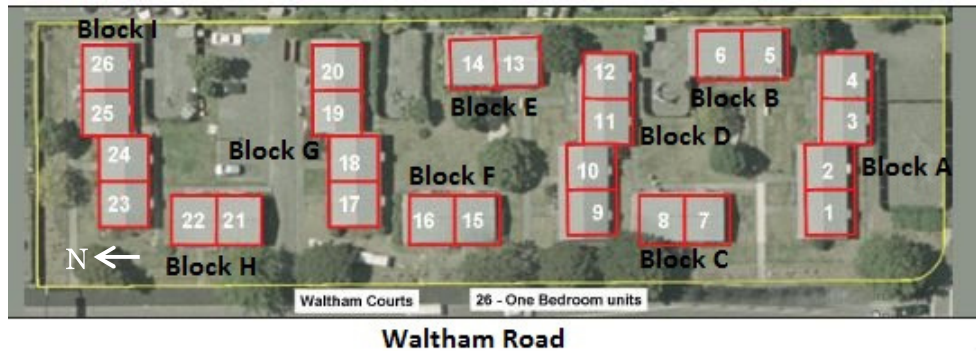 Block I
26
25
24
23
22 21
Block H
N
20
19
18
17
Block G
14 13
Block E
Block F
16 15
12
11
10
9
Block D
6 5
Block B
8 7
Block C
4
3
2
1
Block A
Waltham Courts
26 - One Bedroom units
Waltham Road